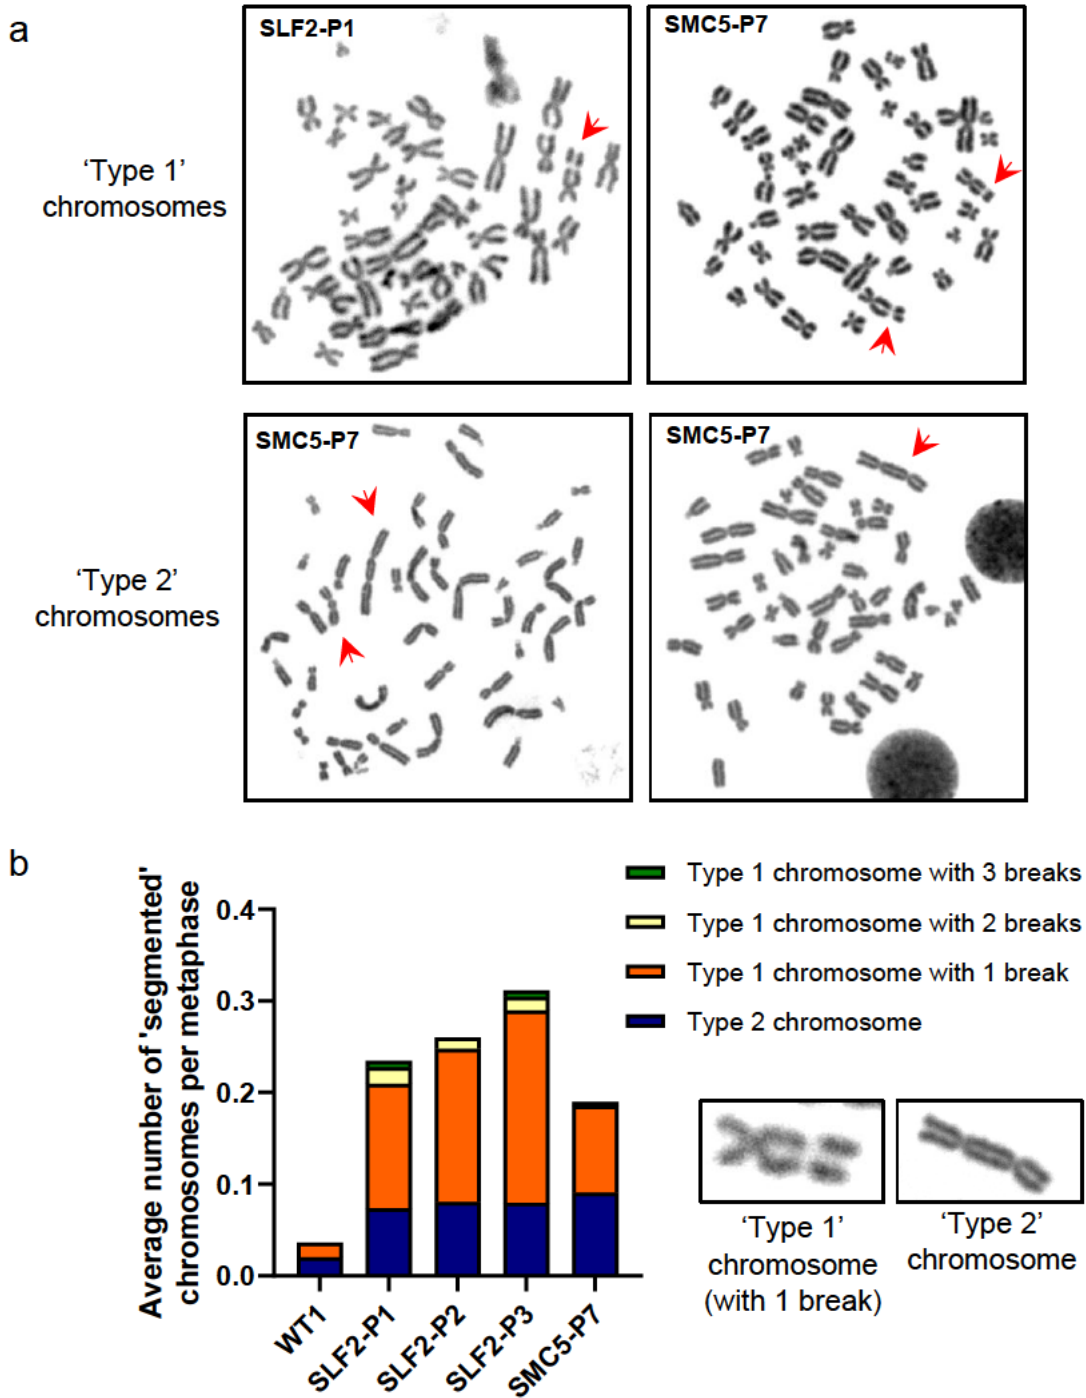 a
SLF2-P1
SMC5-P7
‘Type 1’
chromosomes
SMC5-P7
SMC5-P7
‘Type 2’
chromosomes
b
Average number of 'segmented'
chromosomes per metaphase
0.4
0.3
0.2
0.1
0.0
WT1
SLF2-P1
SLF2-P2
SLF2-P3
SMC5-P7
Type 1 chromosome with 3 breaks
Type 1 chromosome with 2 breaks
Type 1 chromosome with 1 break
Type 2 chromosome
‘Type 1’
chromosome
(with 1 break)
‘Type 2’
chromosome